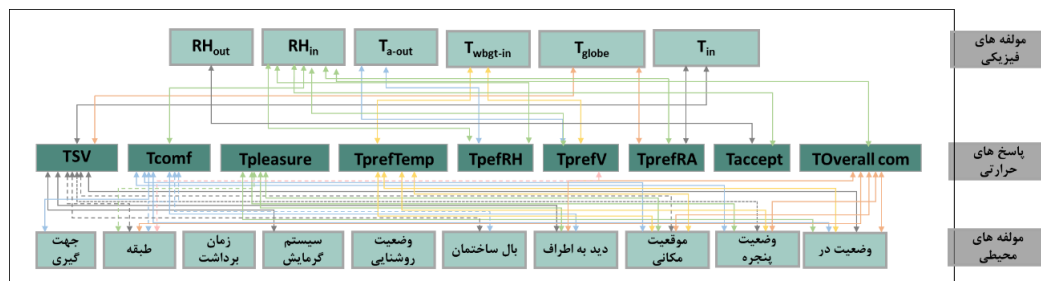 RHout
RHin
Ta-out
Twbgt-in
Tglobe
Tin
مولفه های
فیزیکی
TSV
Tcomf
Tpleasure
TprefTemp
TpefRH
TprefV
TprefRA
Taccept
TOverall com
پاسخ های
حرارتی
جهت
گیری
طبقه
زمان
برداشت
سیستم
گرمایش
وضعیت
روشنایی
بال ساختمان
دید به اطراف
موقعیت
مکانی
وضعیت
پنجره
وضعیت در
مولفه های
محیطی